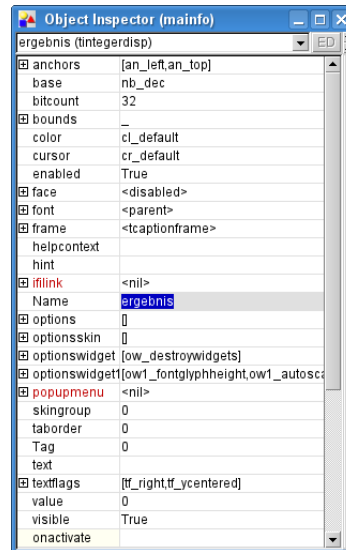 Object Inspector (mainfo)
ergebnis (tintegerdisp) ED
anchors [an_left,an_top]
base nb_dec
bitcount 32
bounds _
color cl_default
cursor cr_default
enabled True
face <disabled>
font <parent>
frame <tcaptionframe>
helpcontext
hint
ifilink <nil>
Name ergebnis
options []
optionsskin []
optionswidget [ow_destroywidgets]
optionswidget1 [ow1_fontglyphheight,ow1_autosca
popupmenu <nil>
skingroup 0
taborder 0
Tag 0
text
textflags [tf_right,tf_ycentered]
value 0
visible True
onactivate